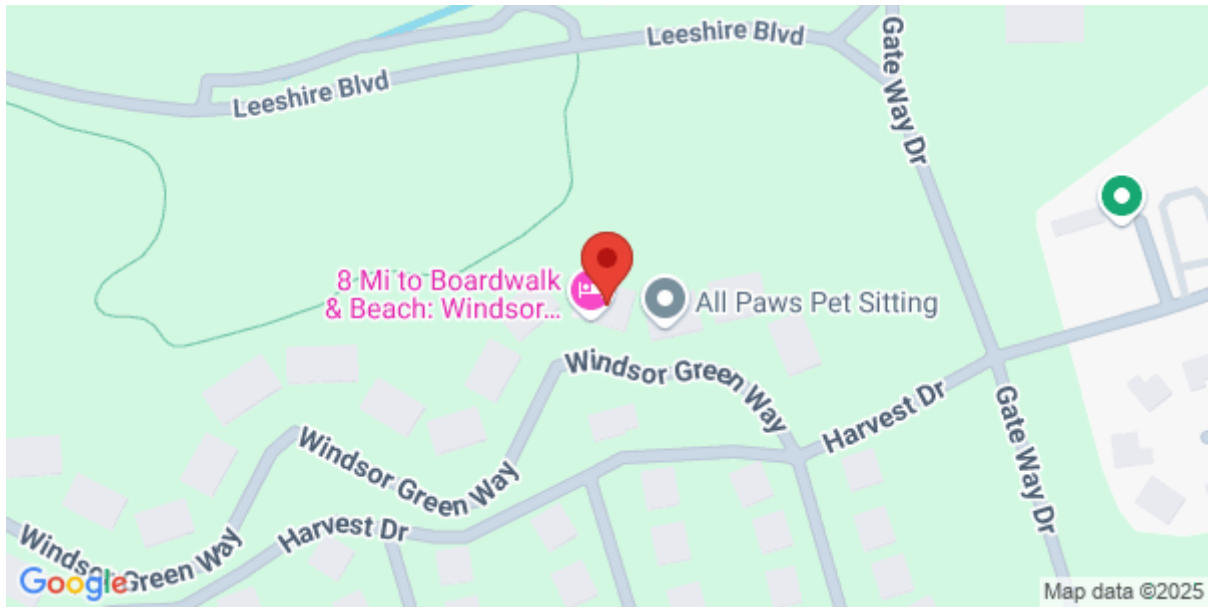 Leeshire Blvd
Leeshire Blvd
Gate Way Dr
8 Mi to Boardwalk
& Beach: Windsor...
All Paws Pet Sitting
Windsor Green Way
Harvest Dr
Gate Way Dr
Windsor Green Way
Harvest Dr
Windsor Green Way
Google
Map data ©2025